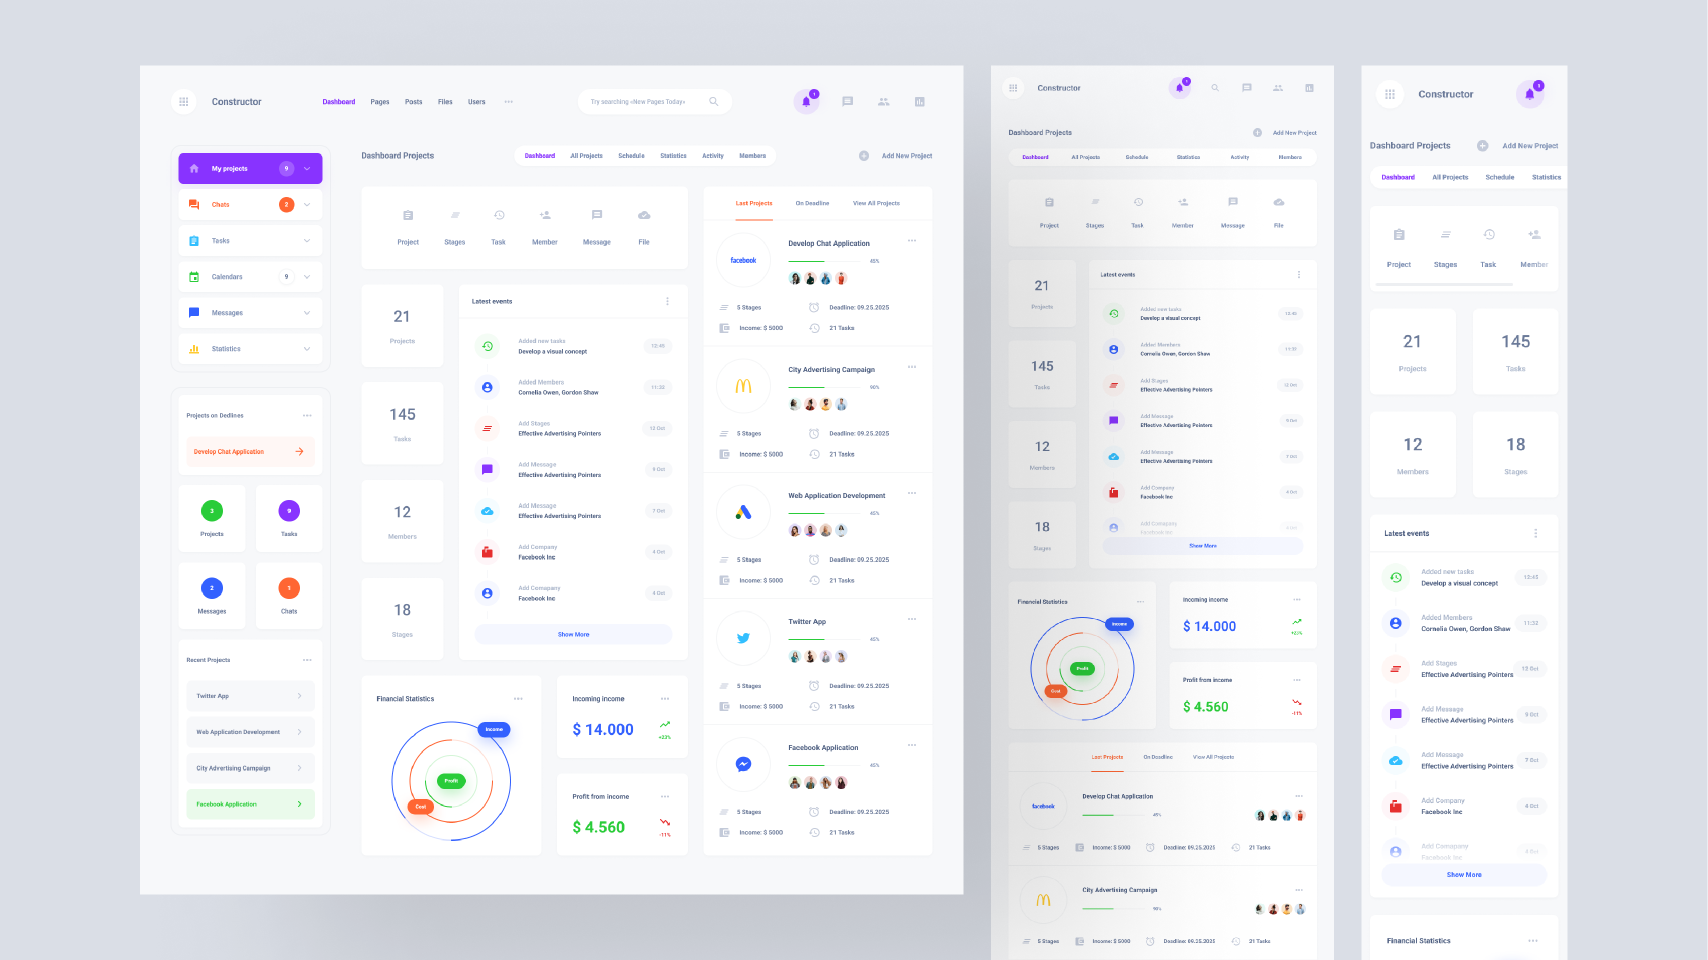 Constructor
Dashboard Pages Posts Files Users
Try searching «New Pages Today»
1
My projects 9
Chats 2
Tasks
Calendars 9
Messages
Statistics
Projects on Dedlines
Develop Chat Application
3
Projects
9
Tasks
2
Messages
1
Chats
Recent Projects
Twitter App
Web Application Development
City Advertising Campaign
Facebook Application
Dashboard Projects
Dashboard All Projects Schedule Statistics Activity Members
Add New Project
Project Stages Task Member Message File
21
Projects
145
Tasks
12
Members
18
Stages
Latest events
Added new tasks
Develop a visual concept
12:45
Added Members
Cornelia Owen, Gordon Shaw
11:32
Add Stages
Effective Advertising Pointers
12 Oct
Add Message
Effective Advertising Pointers
9 Oct
Add Message
Effective Advertising Pointers
7 Oct
Add Company
Facebook Inc
4 Oct
Add Comapany
Facebook Inc
4 Oct
Show More
Financial Statistics
Income
Profit
Cost
Incoming income
$ 14.000
+23%
Profit from income
$ 4.560
-11%
Last Projects On Deadline View All Projects
facebook
Develop Chat Application
45%
5 Stages Deadline: 09.25.2025
Income: $ 5000 21 Tasks
City Advertising Campaign
90%
5 Stages Deadline: 09.25.2025
Income: $ 5000 21 Tasks
Web Application Development
45%
5 Stages Deadline: 09.25.2025
Income: $ 5000 21 Tasks
Twitter App
45%
5 Stages Deadline: 09.25.2025
Income: $ 5000 21 Tasks
Facebook Application
45%
5 Stages Deadline: 09.25.2025
Income: $ 5000 21 Tasks
Constructor
1
Dashboard Projects
Add New Project
Dashboard All Projects Schedule Statistics Activity Members
Project Stages Task Member Message File
21
Projects
145
Tasks
12
Members
18
Stages
Latest events
Added new tasks
Develop a visual concept
12:45
Added Members
Cornelia Owen, Gordon Shaw
11:32
Add Stages
Effective Advertising Pointers
12 Oct
Add Message
Effective Advertising Pointers
9 Oct
Add Message
Effective Advertising Pointers
7 Oct
Add Company
Facebook Inc
4 Oct
Add Comapany
Facebook Inc
Show More
Financial Statistics
Income
Profit
Cost
Incoming income
$ 14.000
+23%
Profit from income
$ 4.560
-11%
Last Projects On Deadline View All Projects
facebook
Develop Chat Application
45%
5 Stages Income: $ 5000 Deadline: 09.25.2025 21 Tasks
City Advertising Campaign
90%
5 Stages Income: $ 5000 Deadline: 09.25.2025 21 Tasks
Constructor
1
Dashboard Projects
Add New Project
Dashboard All Projects Schedule Statistics
Project Stages Task Member
21
Projects
145
Tasks
12
Members
18
Stages
Latest events
Added new tasks
Develop a visual concept
12:45
Added Members
Cornelia Owen, Gordon Shaw
11:32
Add Stages
Effective Advertising Pointers
12 Oct
Add Message
Effective Advertising Pointers
9 Oct
Add Message
Effective Advertising Pointers
7 Oct
Add Company
Facebook Inc
4 Oct
Add Comapany
Facebook Inc
Show More
Financial Statistics